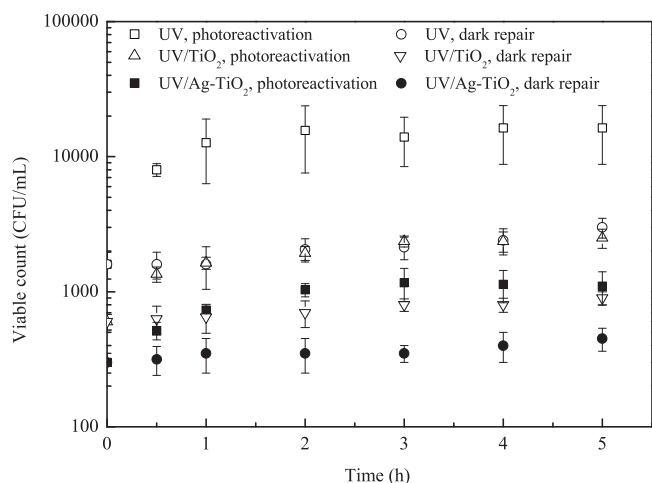 100000
10000
1000
100
Viable count (CFU/mL)
UV, photoreactivation
UV, dark repair
UV/TiO₂, photoreactivation
UV/TiO₂, dark repair
UV/Ag-TiO₂, photoreactivation
UV/Ag-TiO₂, dark repair
0 1 2 3 4 5
Time (h)